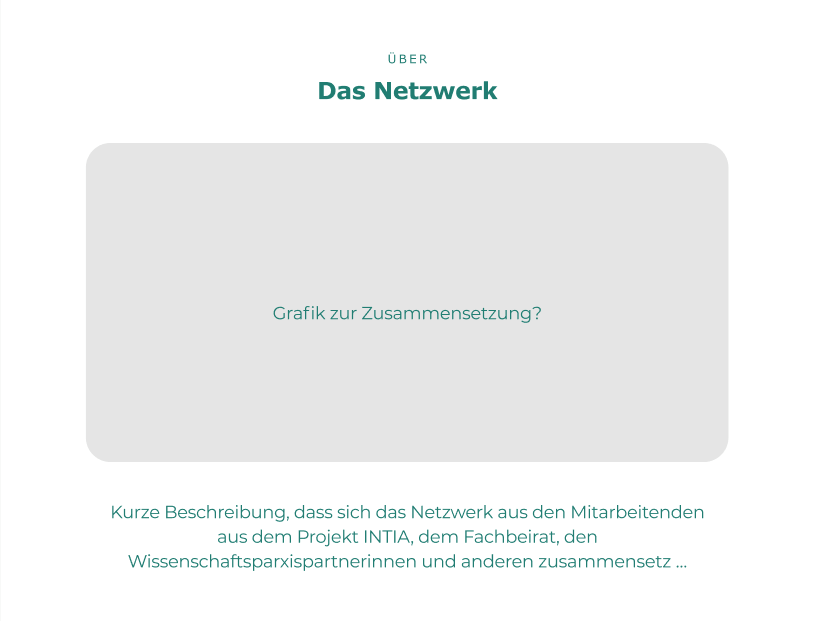 ÜBER
Das Netzwerk
Grafik zur Zusammensetzung?
Kurze Beschreibung, dass sich das Netzwerk aus den Mitarbeitenden
aus dem Projekt INTIA, dem Fachbeirat, den
Wissenschaftsparxispartnerinnen und anderen zusammensetz ...